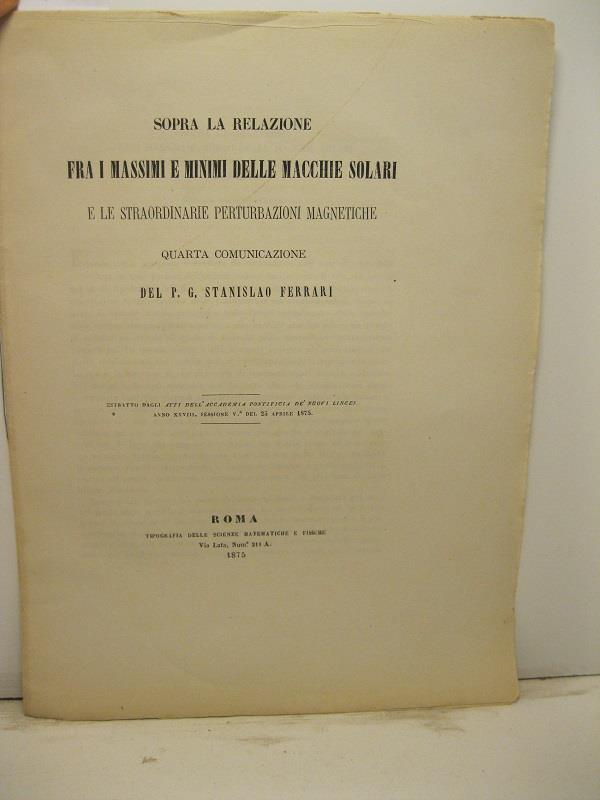 SOPRA LA RELAZIONE
FRA I MASSIMI E MINIMI DELLE MACCHIE SOLARI
E LE STRAORDINARIE PERTURBAZIONI MAGNETICHE
QUARTA COMUNICAZIONE
DEL P. G. STANISLAO FERRARI
ESTRATTO DAGLI ATTI DELL'ACCADEMIA PONTIFICIA DE' NUOVI LINCEI
ANNO XXVIII, SESSIONE V.ª DEL 25 APRILE 1875.
ROMA
TIPOGRAFIA DELLE SCIENZE MATEMATICHE E FISICHE
Via Lata, Num.º 211 A.
1875